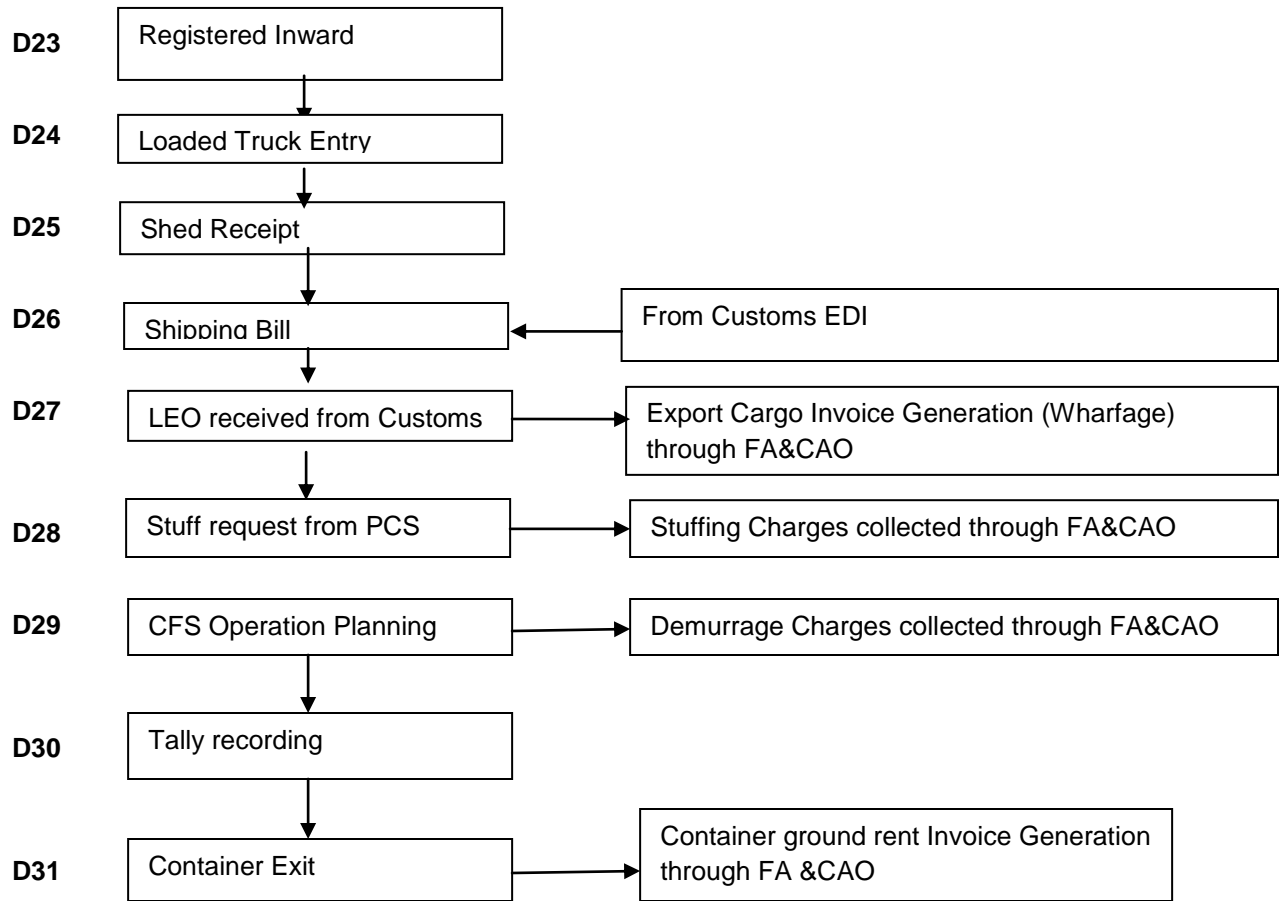 D23
Registered Inward
D24
Loaded Truck Entry
D25
Shed Receipt
D26
Shipping Bill
From Customs EDI
D27
LEO received from Customs
Export Cargo Invoice Generation (Wharfage)
through FA&CAO
D28
Stuff request from PCS
Stuffing Charges collected through FA&CAO
D29
CFS Operation Planning
Demurrage Charges collected through FA&CAO
D30
Tally recording
D31
Container Exit
Container ground rent Invoice Generation
through FA &CAO